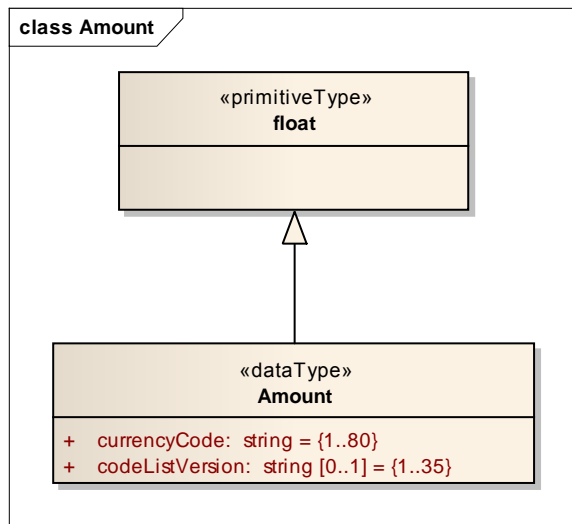 class Amount
«primitiveType»
float
«dataType»
Amount
+ currencyCode: string = {1..80}
+ codeListVersion: string [0..1] = {1..35}